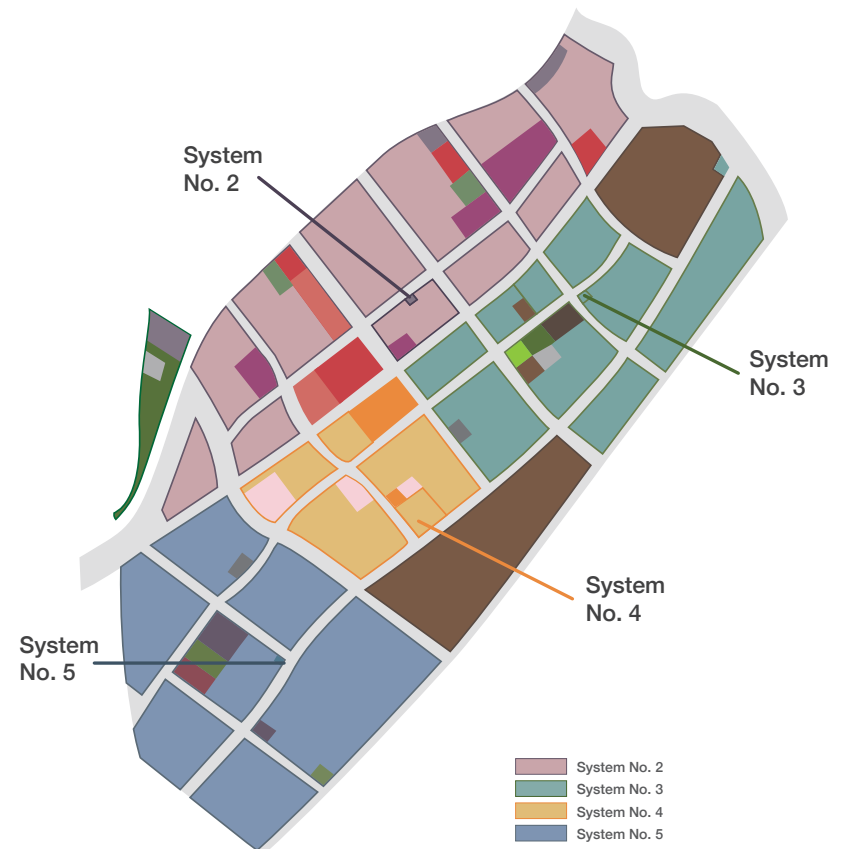 System
No. 2
System
No. 3
System
No. 4
System
No. 5
System No. 2
System No. 3
System No. 4
System No. 5